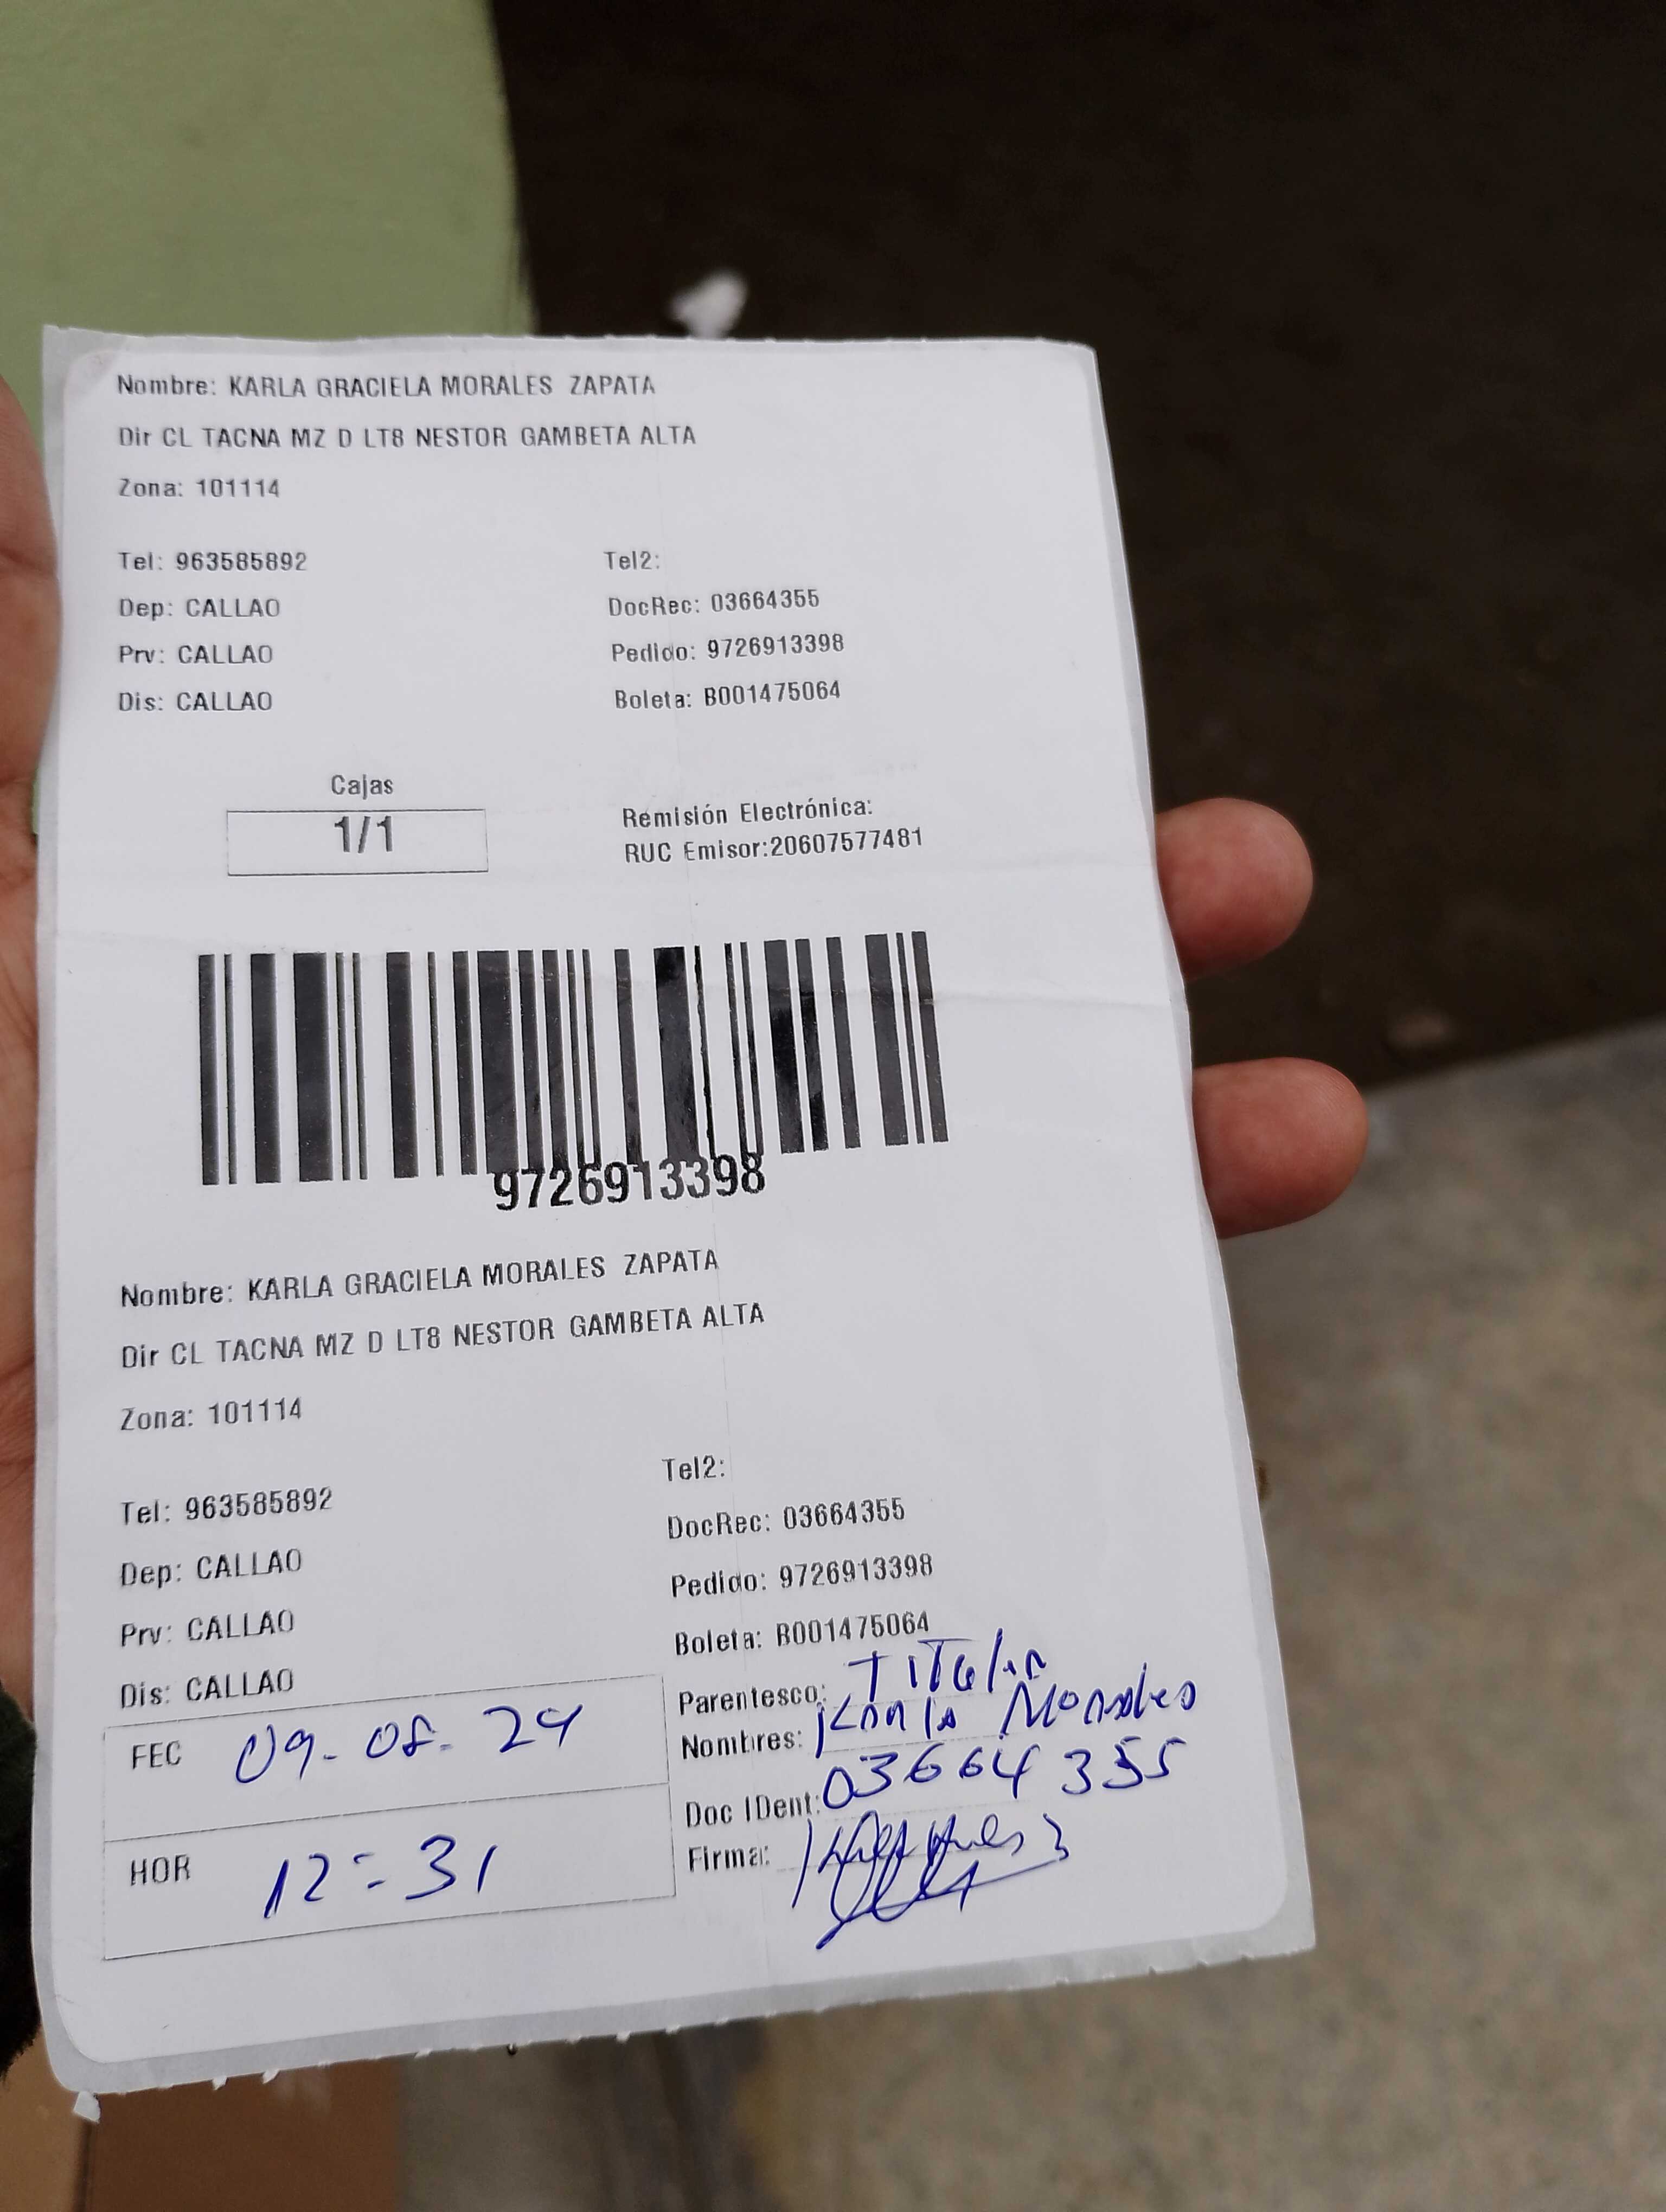 Nombre: KARLA GRACIELA MORALES ZAPATA
Dir CL TACNA MZ D LT8 NESTOR GAMBETA ALTA
Zona: 101114
Tel: 963585892 Tel2:
Dep: CALLAO DocRec: 03664355
Prv: CALLAO Pedido: 9726913398
Dis: CALLAO Boleta: B001475064
Cajas
1/1
Remisión Electrónica:
RUC Emisor:20607577481
9726913398
Nombre: KARLA GRACIELA MORALES ZAPATA
Dir CL TACNA MZ D LT8 NESTOR GAMBETA ALTA
Zona: 101114
Tel: 963585892 Tel2:
Dep: CALLAO DocRec: 03664355
Prv: CALLAO Pedido: 9726913398
Dis: CALLAO Boleta: B001475064
FEC 09-08-24
HOR 12:31
Parentesco: Titular
Nombres: Karla Morales
Doc IDent: 03664355
Firma: